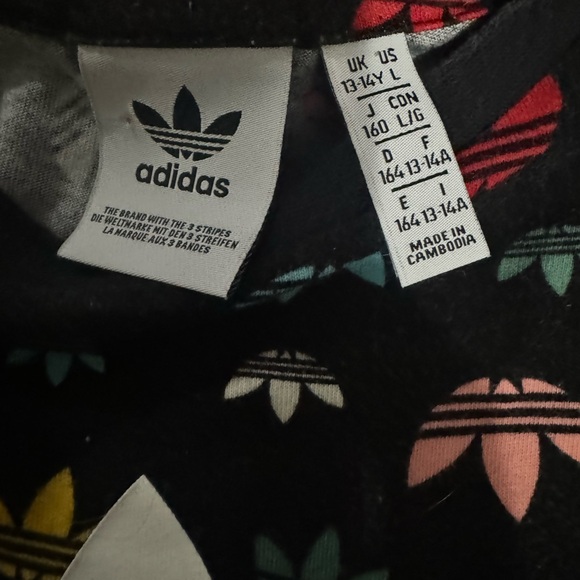 adidas
THE BRAND WITH THE 3 STRIPES
DIE WELTMARKE MIT DEN 3 STREIFEN
LA MARQUE AUX 3 BANDES
UK US
13-14Y L
J CDN
160 L/G
D F
164 13-14A
E I
164 13-14A
MADE IN
CAMBODIA